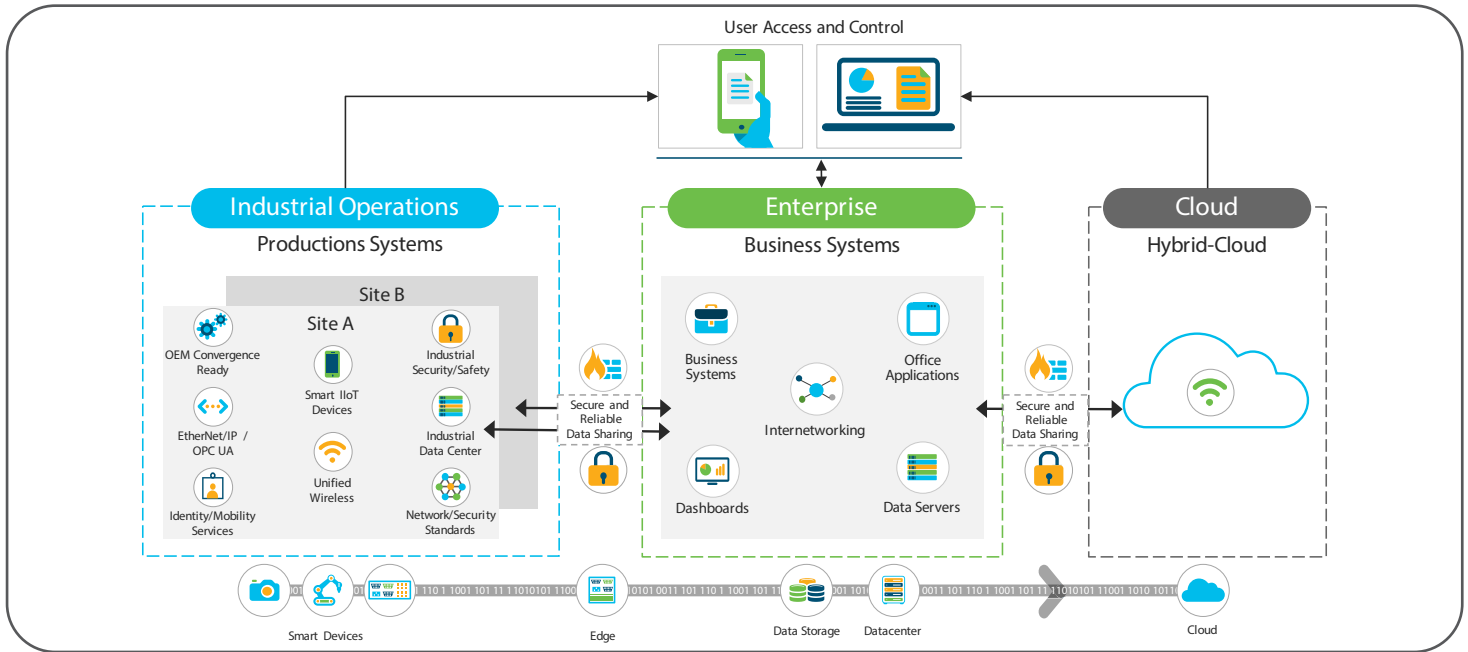 User Access and Control
Industrial Operations
Productions Systems
Site B
Site A
OEM Convergence
Ready
Smart IIoT
Devices
Industrial
Security/Safety
EtherNet/IP /
OPC UA
Industrial
Data Center
Identity/Mobility
Services
Unified
Wireless
Network/Security
Standards
Secure and
Reliable
Data Sharing
Enterprise
Business Systems
Business
Systems
Office
Applications
Internetworking
Dashboards
Data Servers
Secure and
Reliable
Data Sharing
Cloud
Hybrid-Cloud
Smart Devices
Edge
Data Storage
Datacenter
Cloud